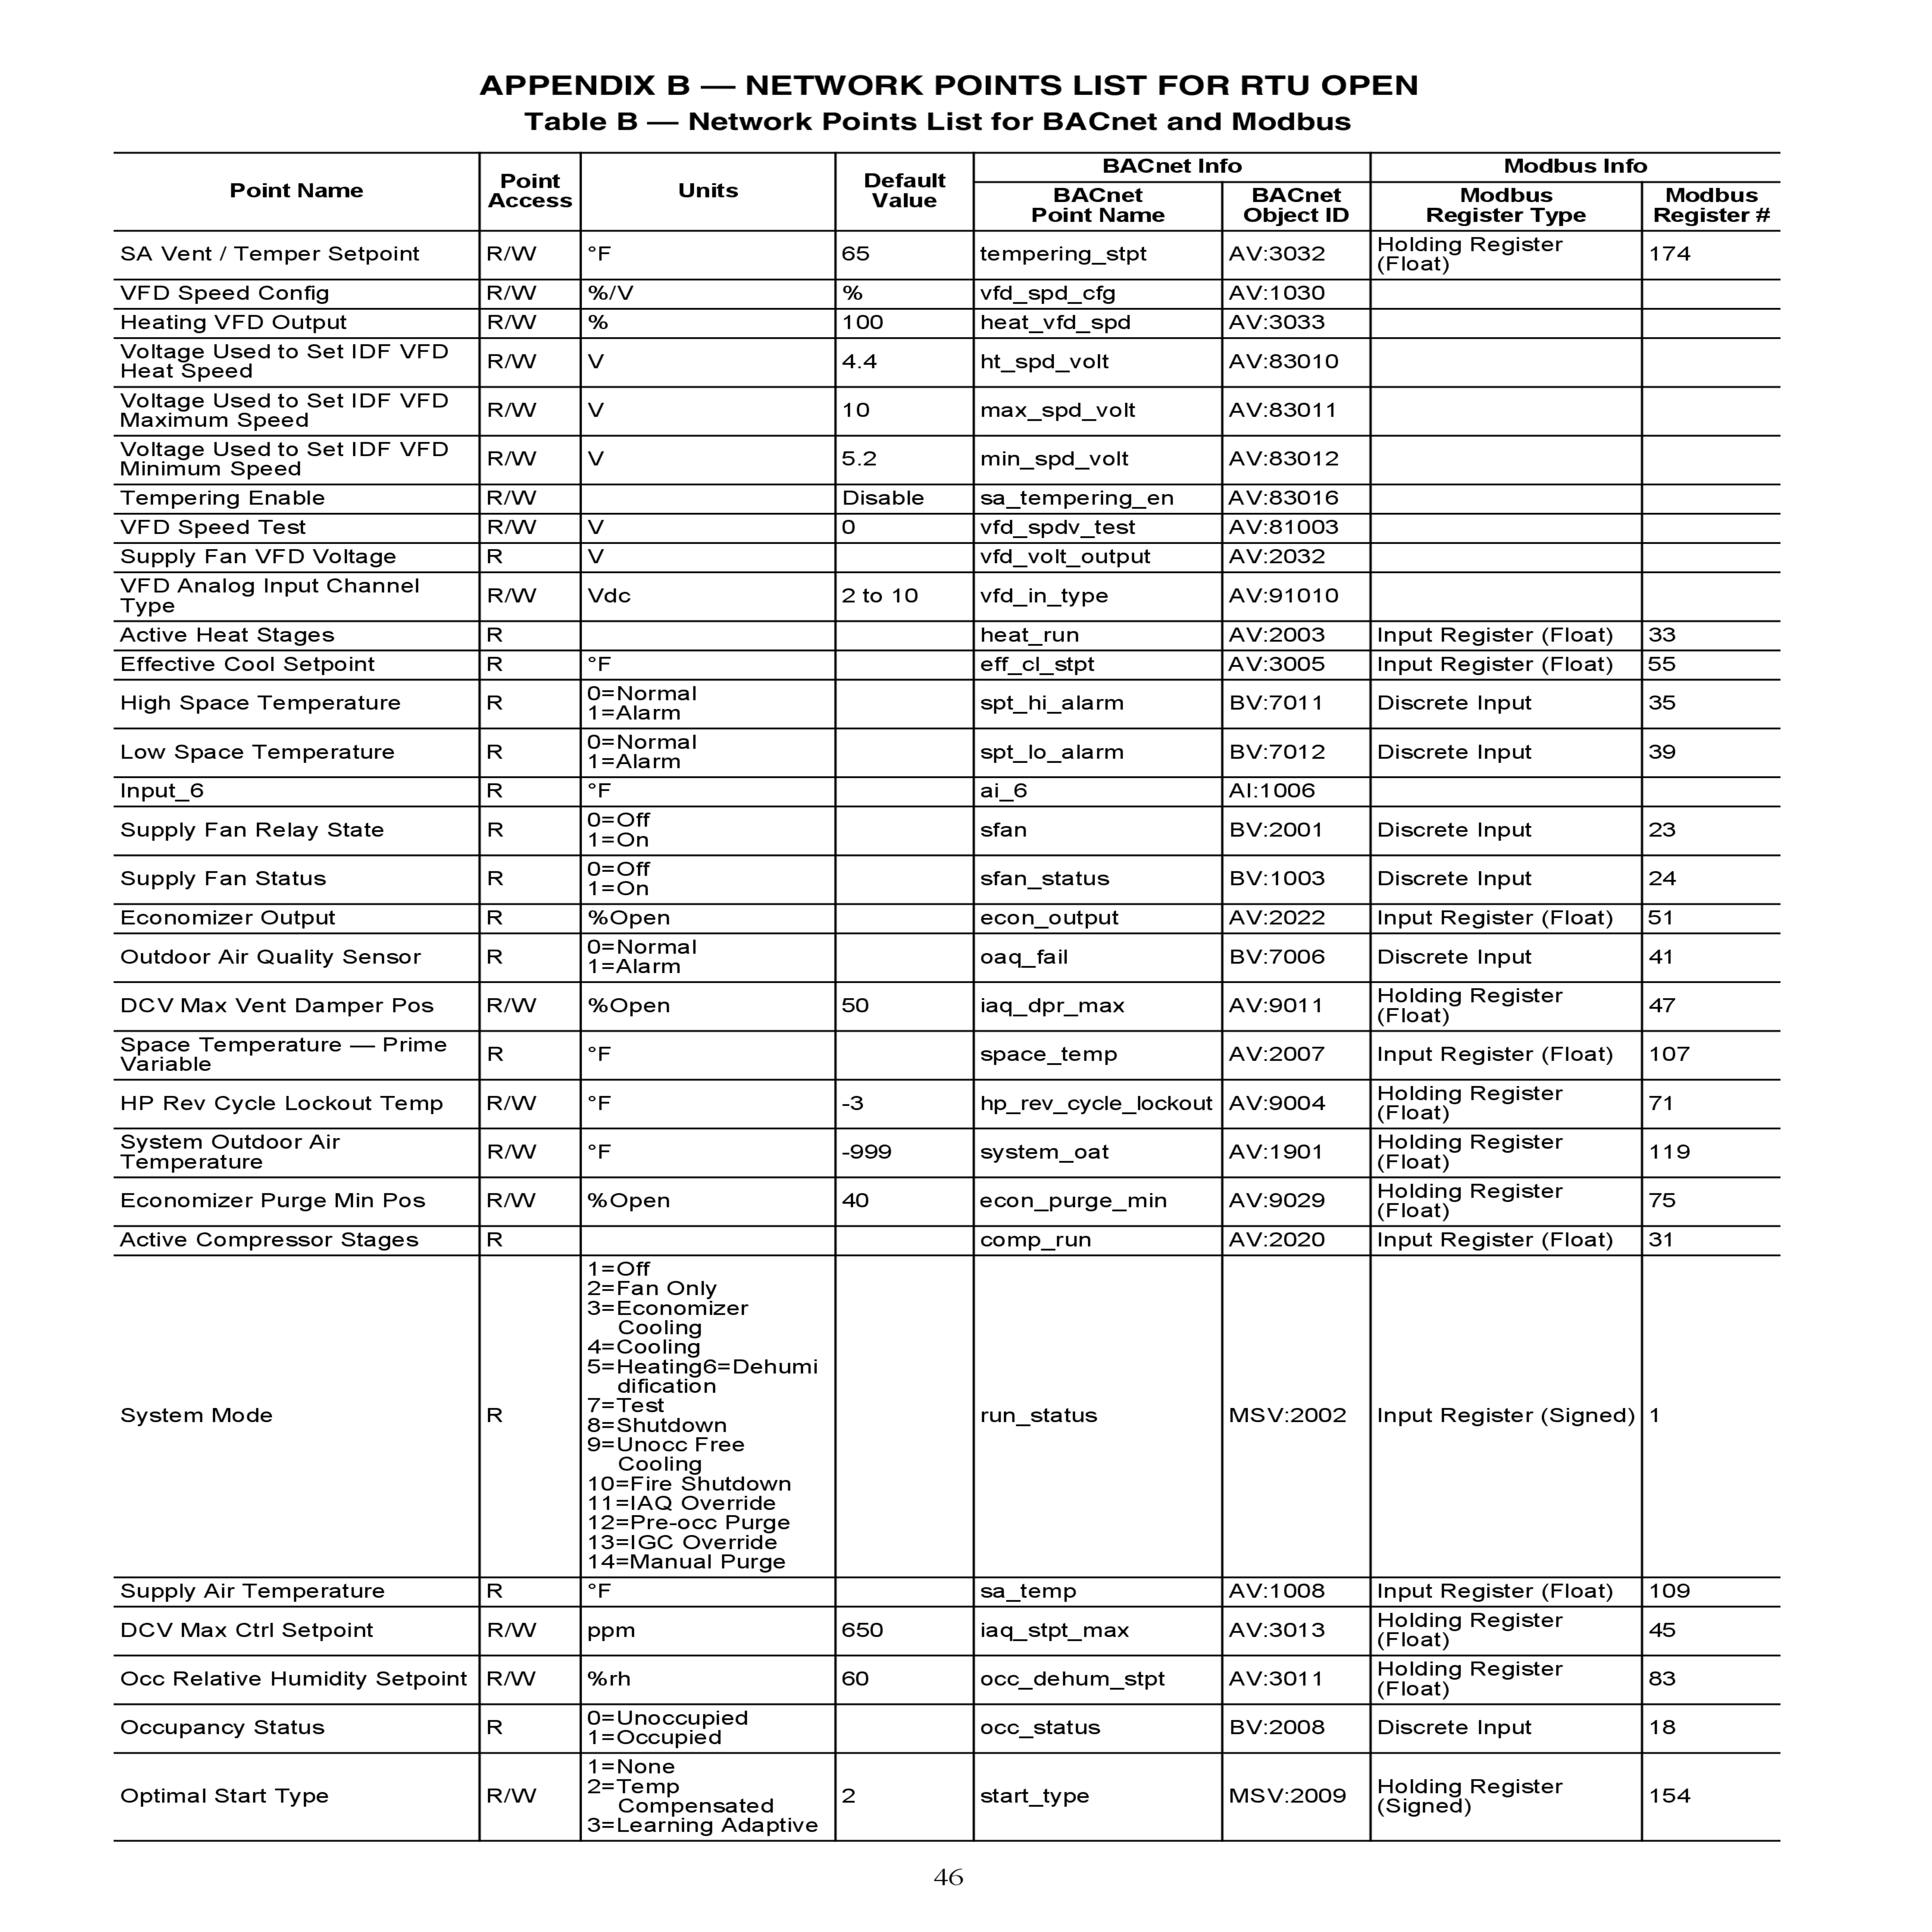 APPENDIX B — NETWORK POINTS LIST FOR RTU OPEN
Table B — Network Points List for BACnet and Modbus
Point Name
Point
Access
Units
Default
Value
BACnet Info
Modbus Info
BACnet
Point Name
BACnet
Object ID
Modbus
Register Type
Modbus
Register #
SA Vent / Temper Setpoint R/W °F 65 tempering_stpt AV:3032 Holding Register
(Float) 174
VFD Speed Config R/W %/V % vfd_spd_cfg AV:1030
Heating VFD Output R/W % 100 heat_vfd_spd AV:3033
Voltage Used to Set IDF VFD
Heat Speed R/W V 4.4 ht_spd_volt AV:83010
Voltage Used to Set IDF VFD
Maximum Speed R/W V 10 max_spd_volt AV:83011
Voltage Used to Set IDF VFD
Minimum Speed R/W V 5.2 min_spd_volt AV:83012
Tempering Enable R/W Disable sa_tempering_en AV:83016
VFD Speed Test R/W V 0 vfd_spdv_test AV:81003
Supply Fan VFD Voltage R V vfd_volt_output AV:2032
VFD Analog Input Channel
Type R/W Vdc 2 to 10 vfd_in_type AV:91010
Active Heat Stages R heat_run AV:2003 Input Register (Float) 33
Effective Cool Setpoint R °F eff_cl_stpt AV:3005 Input Register (Float) 55
High Space Temperature R 0=Normal
1=Alarm spt_hi_alarm BV:7011 Discrete Input 35
Low Space Temperature R 0=Normal
1=Alarm spt_lo_alarm BV:7012 Discrete Input 39
Input_6 R °F ai_6 AI:1006
Supply Fan Relay State R 0=Off
1=On sfan BV:2001 Discrete Input 23
Supply Fan Status R 0=Off
1=On sfan_status BV:1003 Discrete Input 24
Economizer Output R %Open econ_output AV:2022 Input Register (Float) 51
Outdoor Air Quality Sensor R 0=Normal
1=Alarm oaq_fail BV:7006 Discrete Input 41
DCV Max Vent Damper Pos R/W %Open 50 iaq_dpr_max AV:9011 Holding Register
(Float) 47
Space Temperature — Prime
Variable R °F space_temp AV:2007 Input Register (Float) 107
HP Rev Cycle Lockout Temp R/W °F -3 hp_rev_cycle_lockout AV:9004 Holding Register
(Float) 71
System Outdoor Air
Temperature R/W °F -999 system_oat AV:1901 Holding Register
(Float) 119
Economizer Purge Min Pos R/W %Open 40 econ_purge_min AV:9029 Holding Register
(Float) 75
Active Compressor Stages R comp_run AV:2020 Input Register (Float) 31
System Mode R 1=Off
2=Fan Only
3=Economizer
Cooling
4=Cooling
5=Heating6=Dehumi
dification
7=Test
8=Shutdown
9=Unocc Free
Cooling
10=Fire Shutdown
11=IAQ Override
12=Pre-occ Purge
13=IGC Override
14=Manual Purge run_status MSV:2002 Input Register (Signed) 1
Supply Air Temperature R °F sa_temp AV:1008 Input Register (Float) 109
DCV Max Ctrl Setpoint R/W ppm 650 iaq_stpt_max AV:3013 Holding Register
(Float) 45
Occ Relative Humidity Setpoint R/W %rh 60 occ_dehum_stpt AV:3011 Holding Register
(Float) 83
Occupancy Status R 0=Unoccupied
1=Occupied occ_status BV:2008 Discrete Input 18
Optimal Start Type R/W 1=None
2=Temp
Compensated
3=Learning Adaptive 2 start_type MSV:2009 Holding Register
(Signed) 154
46